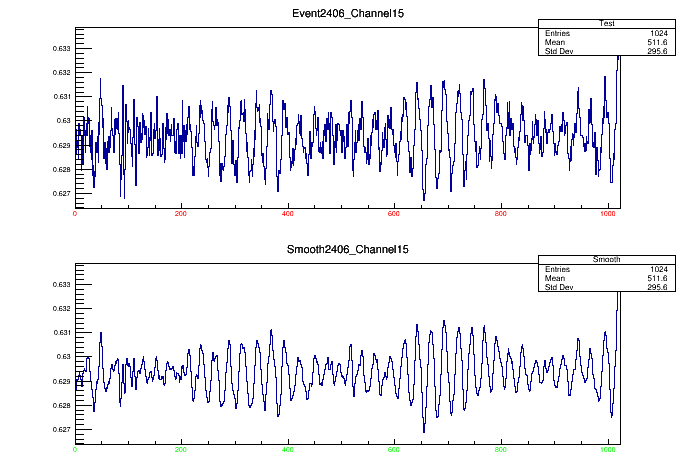 Event2406_Channel15
Test
Entries 1024
Mean 511.6
Std Dev 295.6
0.633
0.632
0.631
0.63
0.629
0.628
0.627
0 200 400 600 800 1000
Smooth2406_Channel15
Smooth
Entries 1024
Mean 511.6
Std Dev 295.6
0.633
0.632
0.631
0.63
0.629
0.628
0.627
0 200 400 600 800 1000